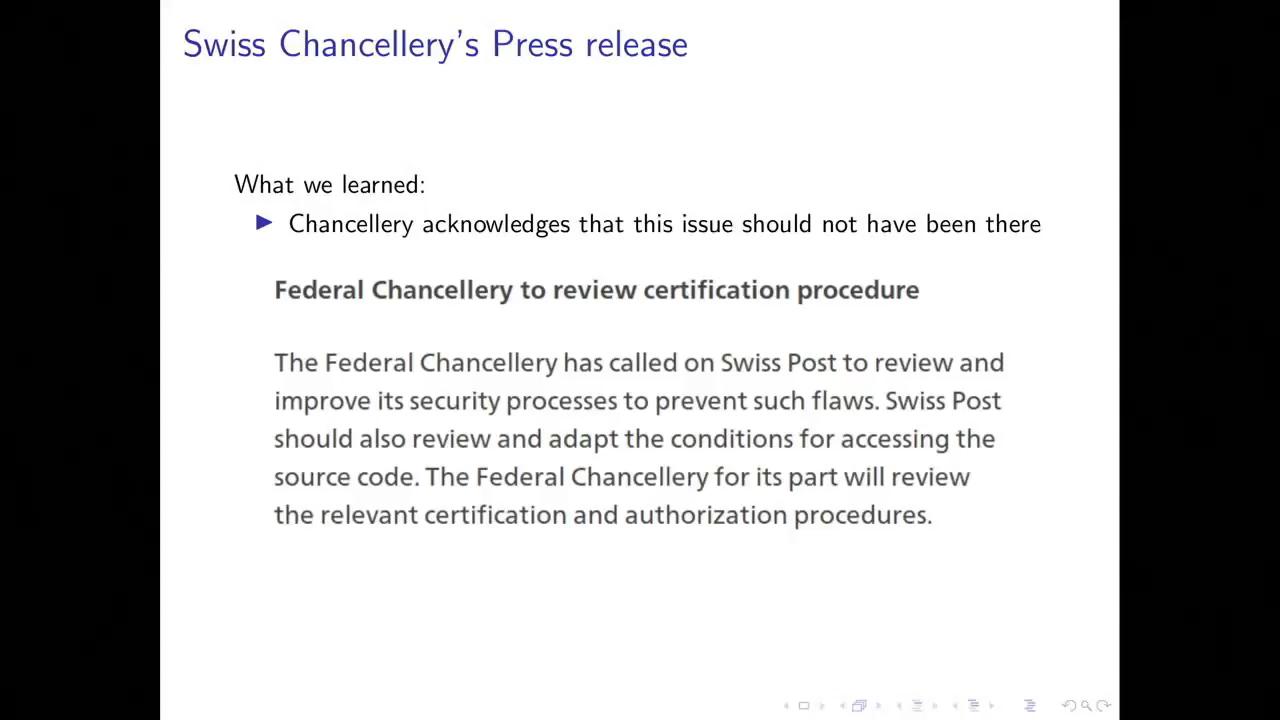 Swiss Chancellery's Press release
What we learned:
Chancellery acknowledges that this issue should not have been there
Federal Chancellery to review certification procedure
The Federal Chancellery has called on Swiss Post to review and
improve its security processes to prevent such flaws. Swiss Post
should also review and adapt the conditions for accessing the
source code. The Federal Chancellery for its part will review
the relevant certification and authorization procedures.